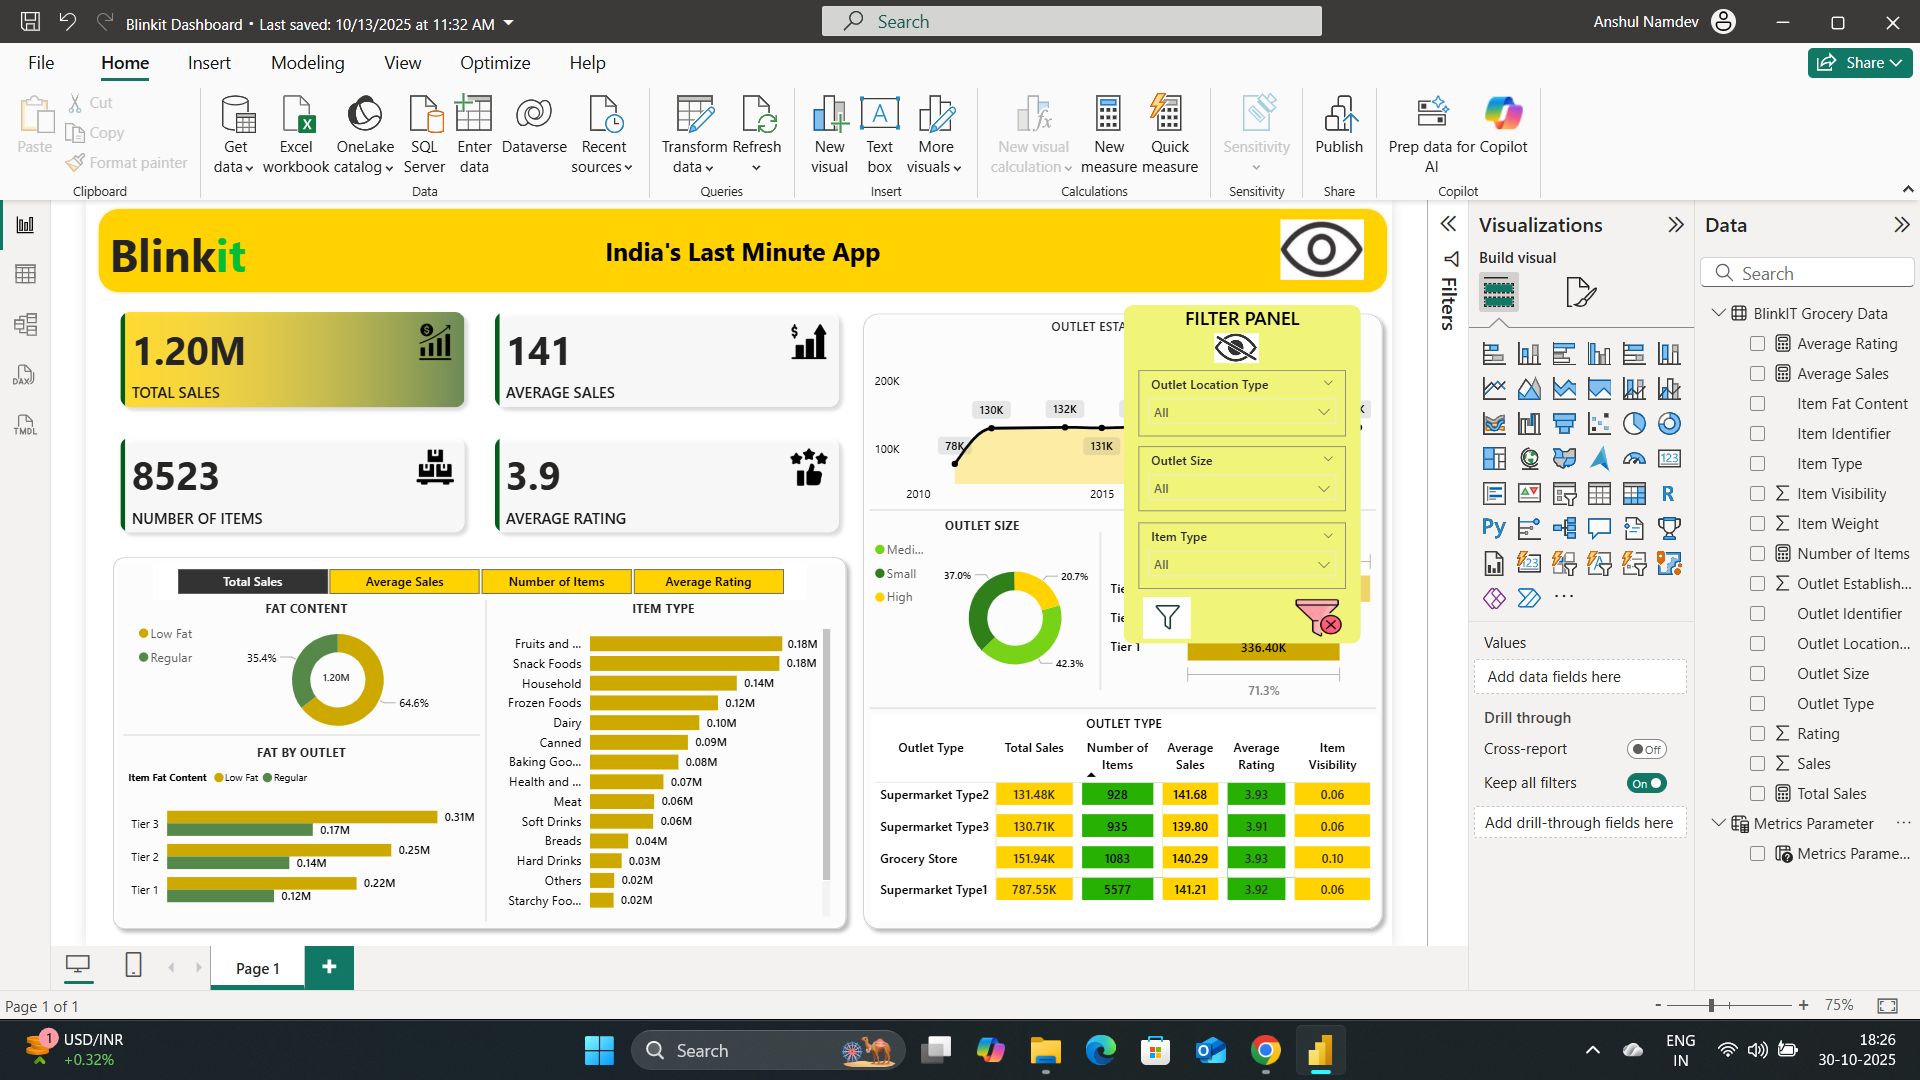 Blinkit Dashboard • Last saved: 10/13/2025 at 11:32 AM
Search
Anshul Namdev
File
Home
Insert
Modeling
View
Optimize
Help
Share
Paste
Cut
Copy
Format painter
Clipboard
Get data
Excel workbook
OneLake catalog
SQL Server
Enter data
Dataverse
Recent sources
Data
Transform data
Refresh
Queries
New visual
Text box
More visuals
Insert
New visual calculation
New measure
Quick measure
Calculations
Sensitivity
Sensitivity
Publish
Share
Prep data for AI
Copilot
Copilot
Blinkit
India's Last Minute App
1.20M
TOTAL SALES
141
AVERAGE SALES
8523
NUMBER OF ITEMS
3.9
AVERAGE RATING
Total Sales
Average Sales
Number of Items
Average Rating
FAT CONTENT
Low Fat
Regular
35.4%
1.20M
64.6%
FAT BY OUTLET
Item Fat Content Low Fat Regular
Tier 3 0.31M
0.17M
Tier 2 0.25M
0.14M
Tier 1 0.22M
0.12M
ITEM TYPE
Fruits and ... 0.18M
Snack Foods 0.18M
Household 0.14M
Frozen Foods 0.12M
Dairy 0.10M
Canned 0.09M
Baking Goo... 0.08M
Health and ... 0.07M
Meat 0.06M
Soft Drinks 0.06M
Breads 0.04M
Hard Drinks 0.03M
Others 0.02M
Starchy Foo... 0.02M
OUTLET ESTA
200K
100K
78K
130K
132K
131K
K
2010
2015
FILTER PANEL
Outlet Location Type
All
Outlet Size
All
Item Type
All
OUTLET SIZE
Medi...
Small
High
37.0%
20.7%
42.3%
Tie
Tie
Tier 1
336.40K
71.3%
OUTLET TYPE
Outlet Type Total Sales Number of Items Average Sales Average Rating Item Visibility
Supermarket Type2 131.48K 928 141.68 3.93 0.06
Supermarket Type3 130.71K 935 139.80 3.91 0.06
Grocery Store 151.94K 1083 140.29 3.93 0.10
Supermarket Type1 787.55K 5577 141.21 3.92 0.06
Filters
Visualizations
Build visual
123
R
Py
Values
Add data fields here
Drill through
Cross-report
Off
Keep all filters
On
Add drill-through fields here
Data
Search
BlinkIT Grocery Data
Average Rating
Average Sales
Item Fat Content
Item Identifier
Item Type
Item Visibility
Item Weight
Number of Items
Outlet Establish...
Outlet Identifier
Outlet Location...
Outlet Size
Outlet Type
Rating
Sales
Total Sales
Metrics Parameter
Metrics Parame...
DAX
TMDL
Page 1
Page 1 of 1
75%
1
USD/INR
+0.32%
Search
ENG
IN
18:26
30-10-2025